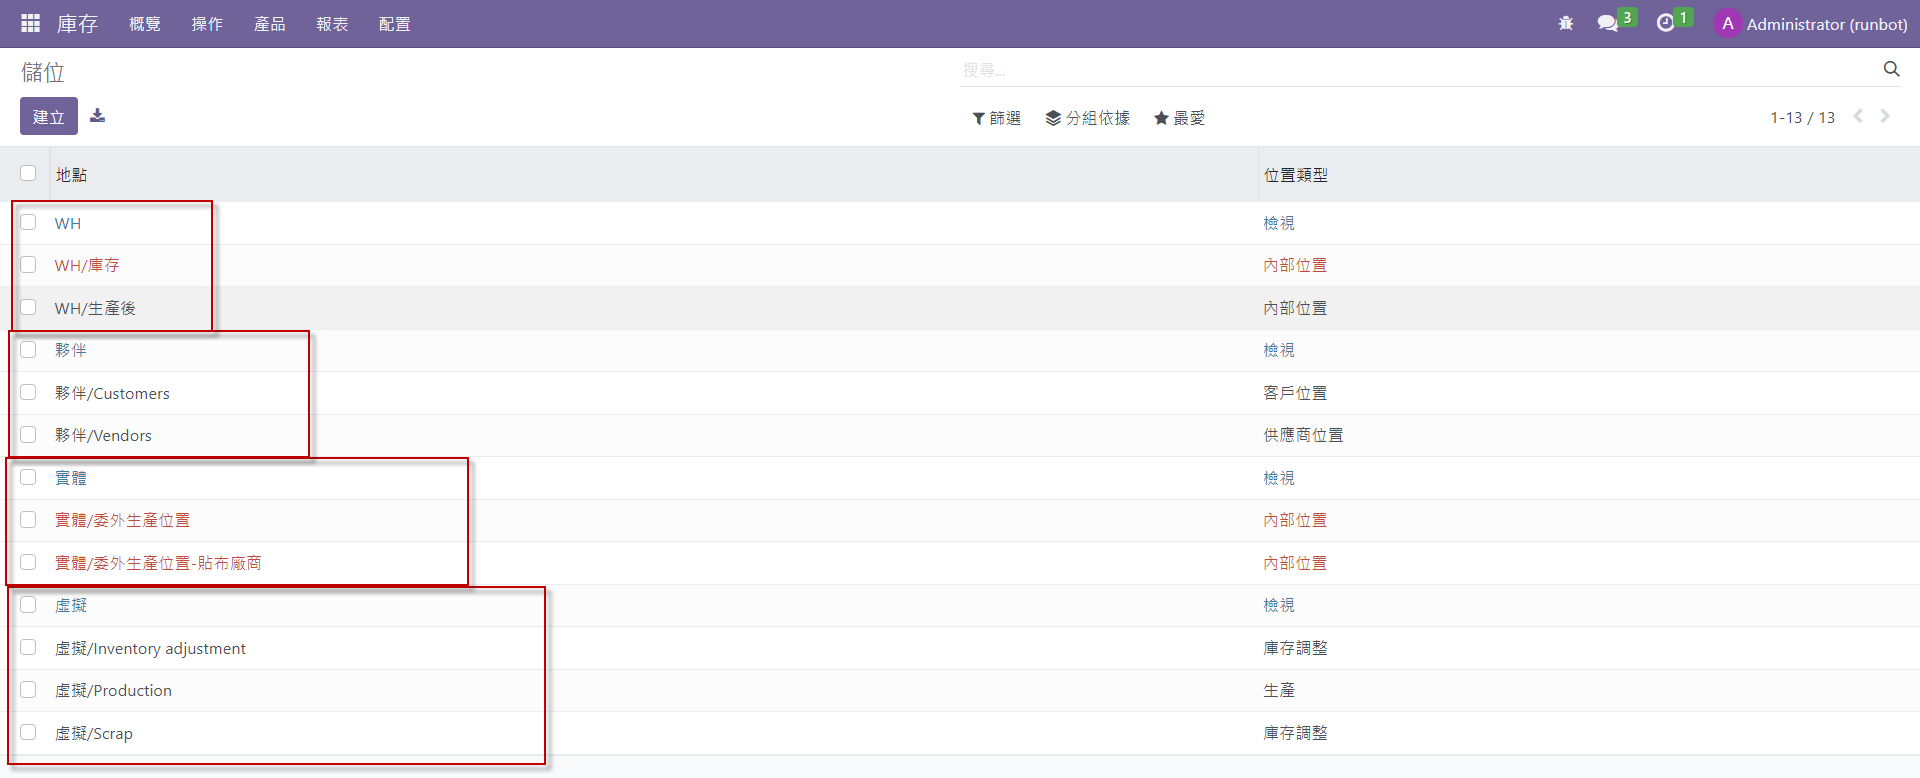 庫存 概覽 操作 產品 報表 配置 3 1 A Administrator (runbot)
儲位 搜尋...
建立 篩選 分組依據 最愛 1-13 / 13
地點 位置類型
WH 檢視
WH/庫存 內部位置
WH/生產後 內部位置
夥伴 檢視
夥伴/Customers 客戶位置
夥伴/Vendors 供應商位置
實體 檢視
實體/委外生產位置 內部位置
實體/委外生產位置-貼布廠商 內部位置
虛擬 檢視
虛擬/Inventory adjustment 庫存調整
虛擬/Production 生產
虛擬/Scrap 庫存調整